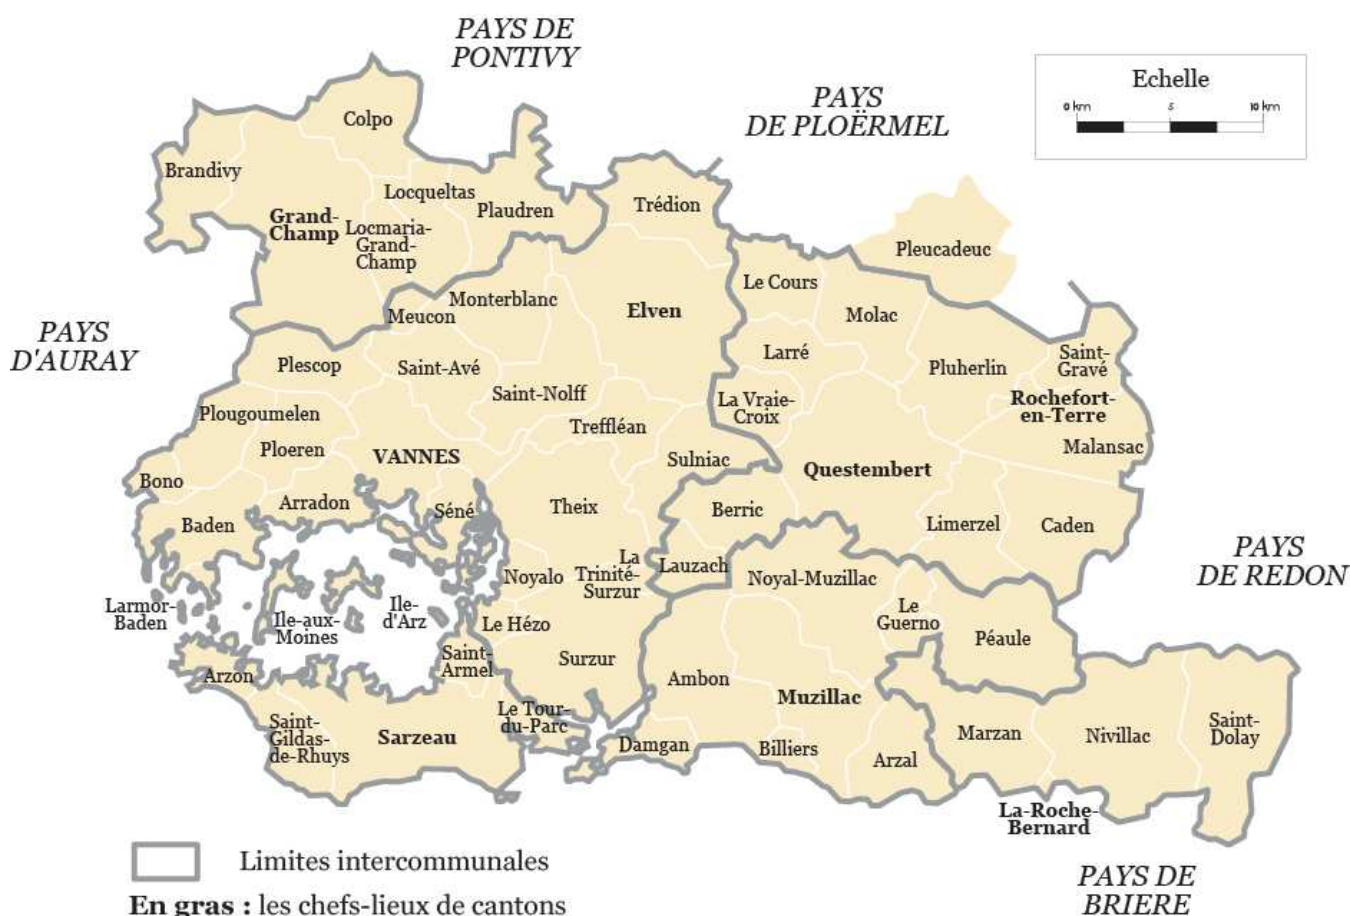 PAYS DE
PONTIVY
Echelle
0 km
5
10 km
PAYS
DE PLOËRMEL
Colpo
Brandivy
Locqueltas
Plaudren
Trédion
Grand-
Champ
Locmaria-
Grand-
Champ
Pleucadeuc
Le Cours
Monterblanc
Meucon
Elven
Molac
PAYS
D'AURAY
Larré
Saint-
Gravé
Plescop
Saint-Avé
Pluherlin
Saint-Nolff
La Vraie-
Croix
Rochefort-
en-Terre
Plougoumelen
Treffléan
Ploeren
Malansac
VANNES
Sulniac
Questembert
Bono
Arradon
Séné
Theix
Berric
Baden
Limerzel
Caden
PAYS
DE REDON
La
Trinité-
Surzur
Lauzach
Noyalo
Noyal-Muzillac
Larmor-
Baden
Ile-aux-
Moines
Ile-
d'Arz
Le Hézo
Le
Guerno
Péaule
Saint-
Armel
Surzur
Arzon
Ambon
Muzillac
Saint-
Gildas-
de-Rhuys
Sarzeau
Le Tour-
du-Parc
Damgan
Billiers
Arzal
Marzan
Nivillac
Saint-
Dolay
La-Roche-
Bernard
Limites intercommunales
PAYS DE
BRIERE
En gras : les chefs-lieux de cantons